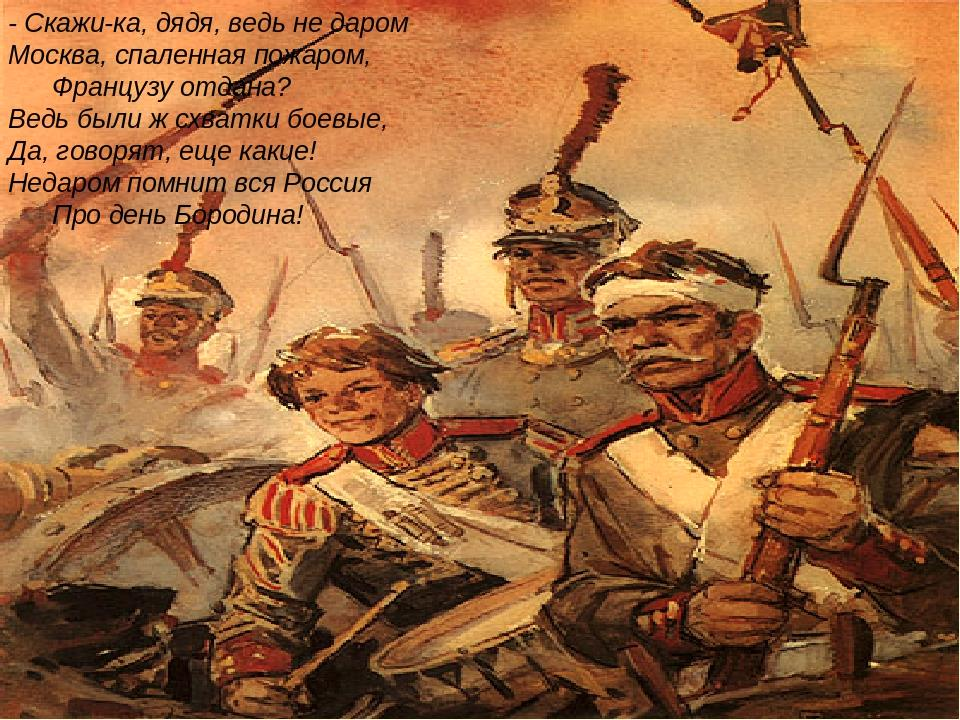 - Скажи-ка, дядя, ведь не даром
Москва, спаленная пожаром,
Французу отдана?
Ведь были ж схватки боевые,
Да, говорят, еще какие!
Недаром помнит вся Россия
Про день Бородина!